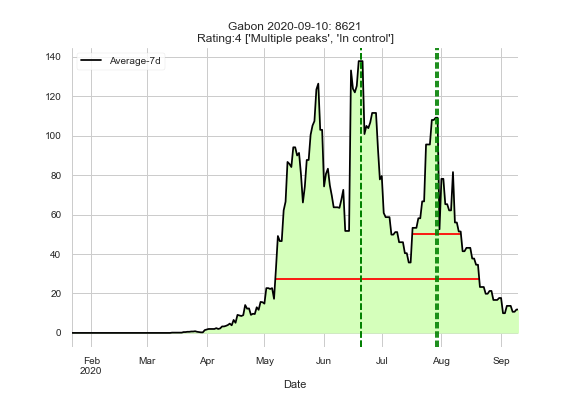 Gabon 2020-09-10: 8621
Rating:4 ['Multiple peaks', 'In control']
Average-7d
140
120
100
80
60
40
20
0
Feb
2020
Mar
Apr
May
Jun
Jul
Aug
Sep
Date